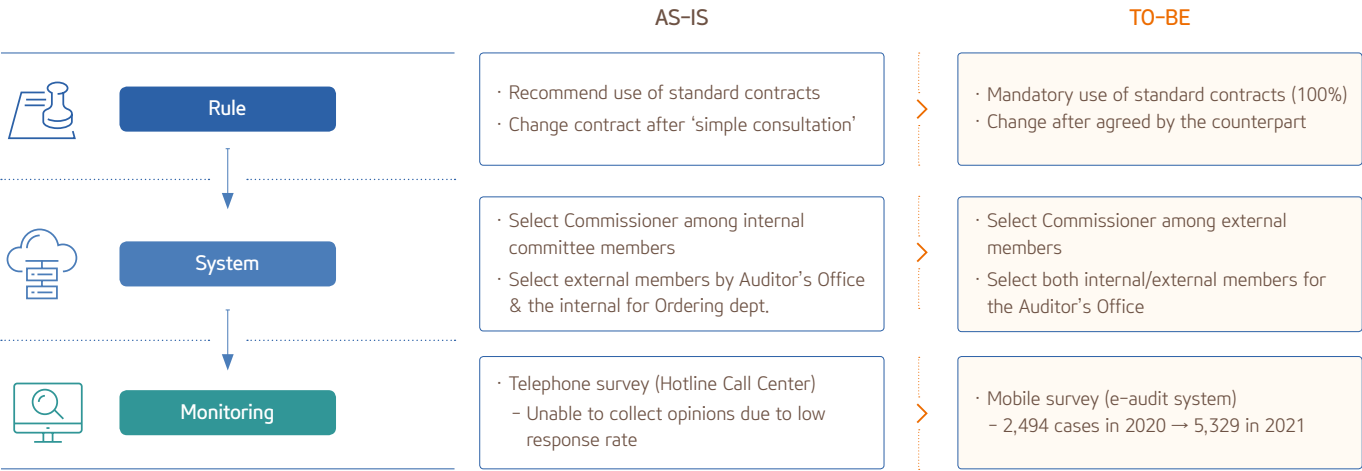 AS-IS
TO-BE
Rule
· Recommend use of standard contracts
· Change contract after ‘simple consultation’
· Mandatory use of standard contracts (100%)
· Change after agreed by the counterpart
System
· Select Commissioner among internal
committee members
· Select external members by Auditor’s Office
& the internal for Ordering dept.
· Select Commissioner among external
members
· Select both internal/external members for
the Auditor’s Office
Monitoring
· Telephone survey (Hotline Call Center)
- Unable to collect opinions due to low
response rate
· Mobile survey (e-audit system)
- 2,494 cases in 2020 → 5,329 in 2021